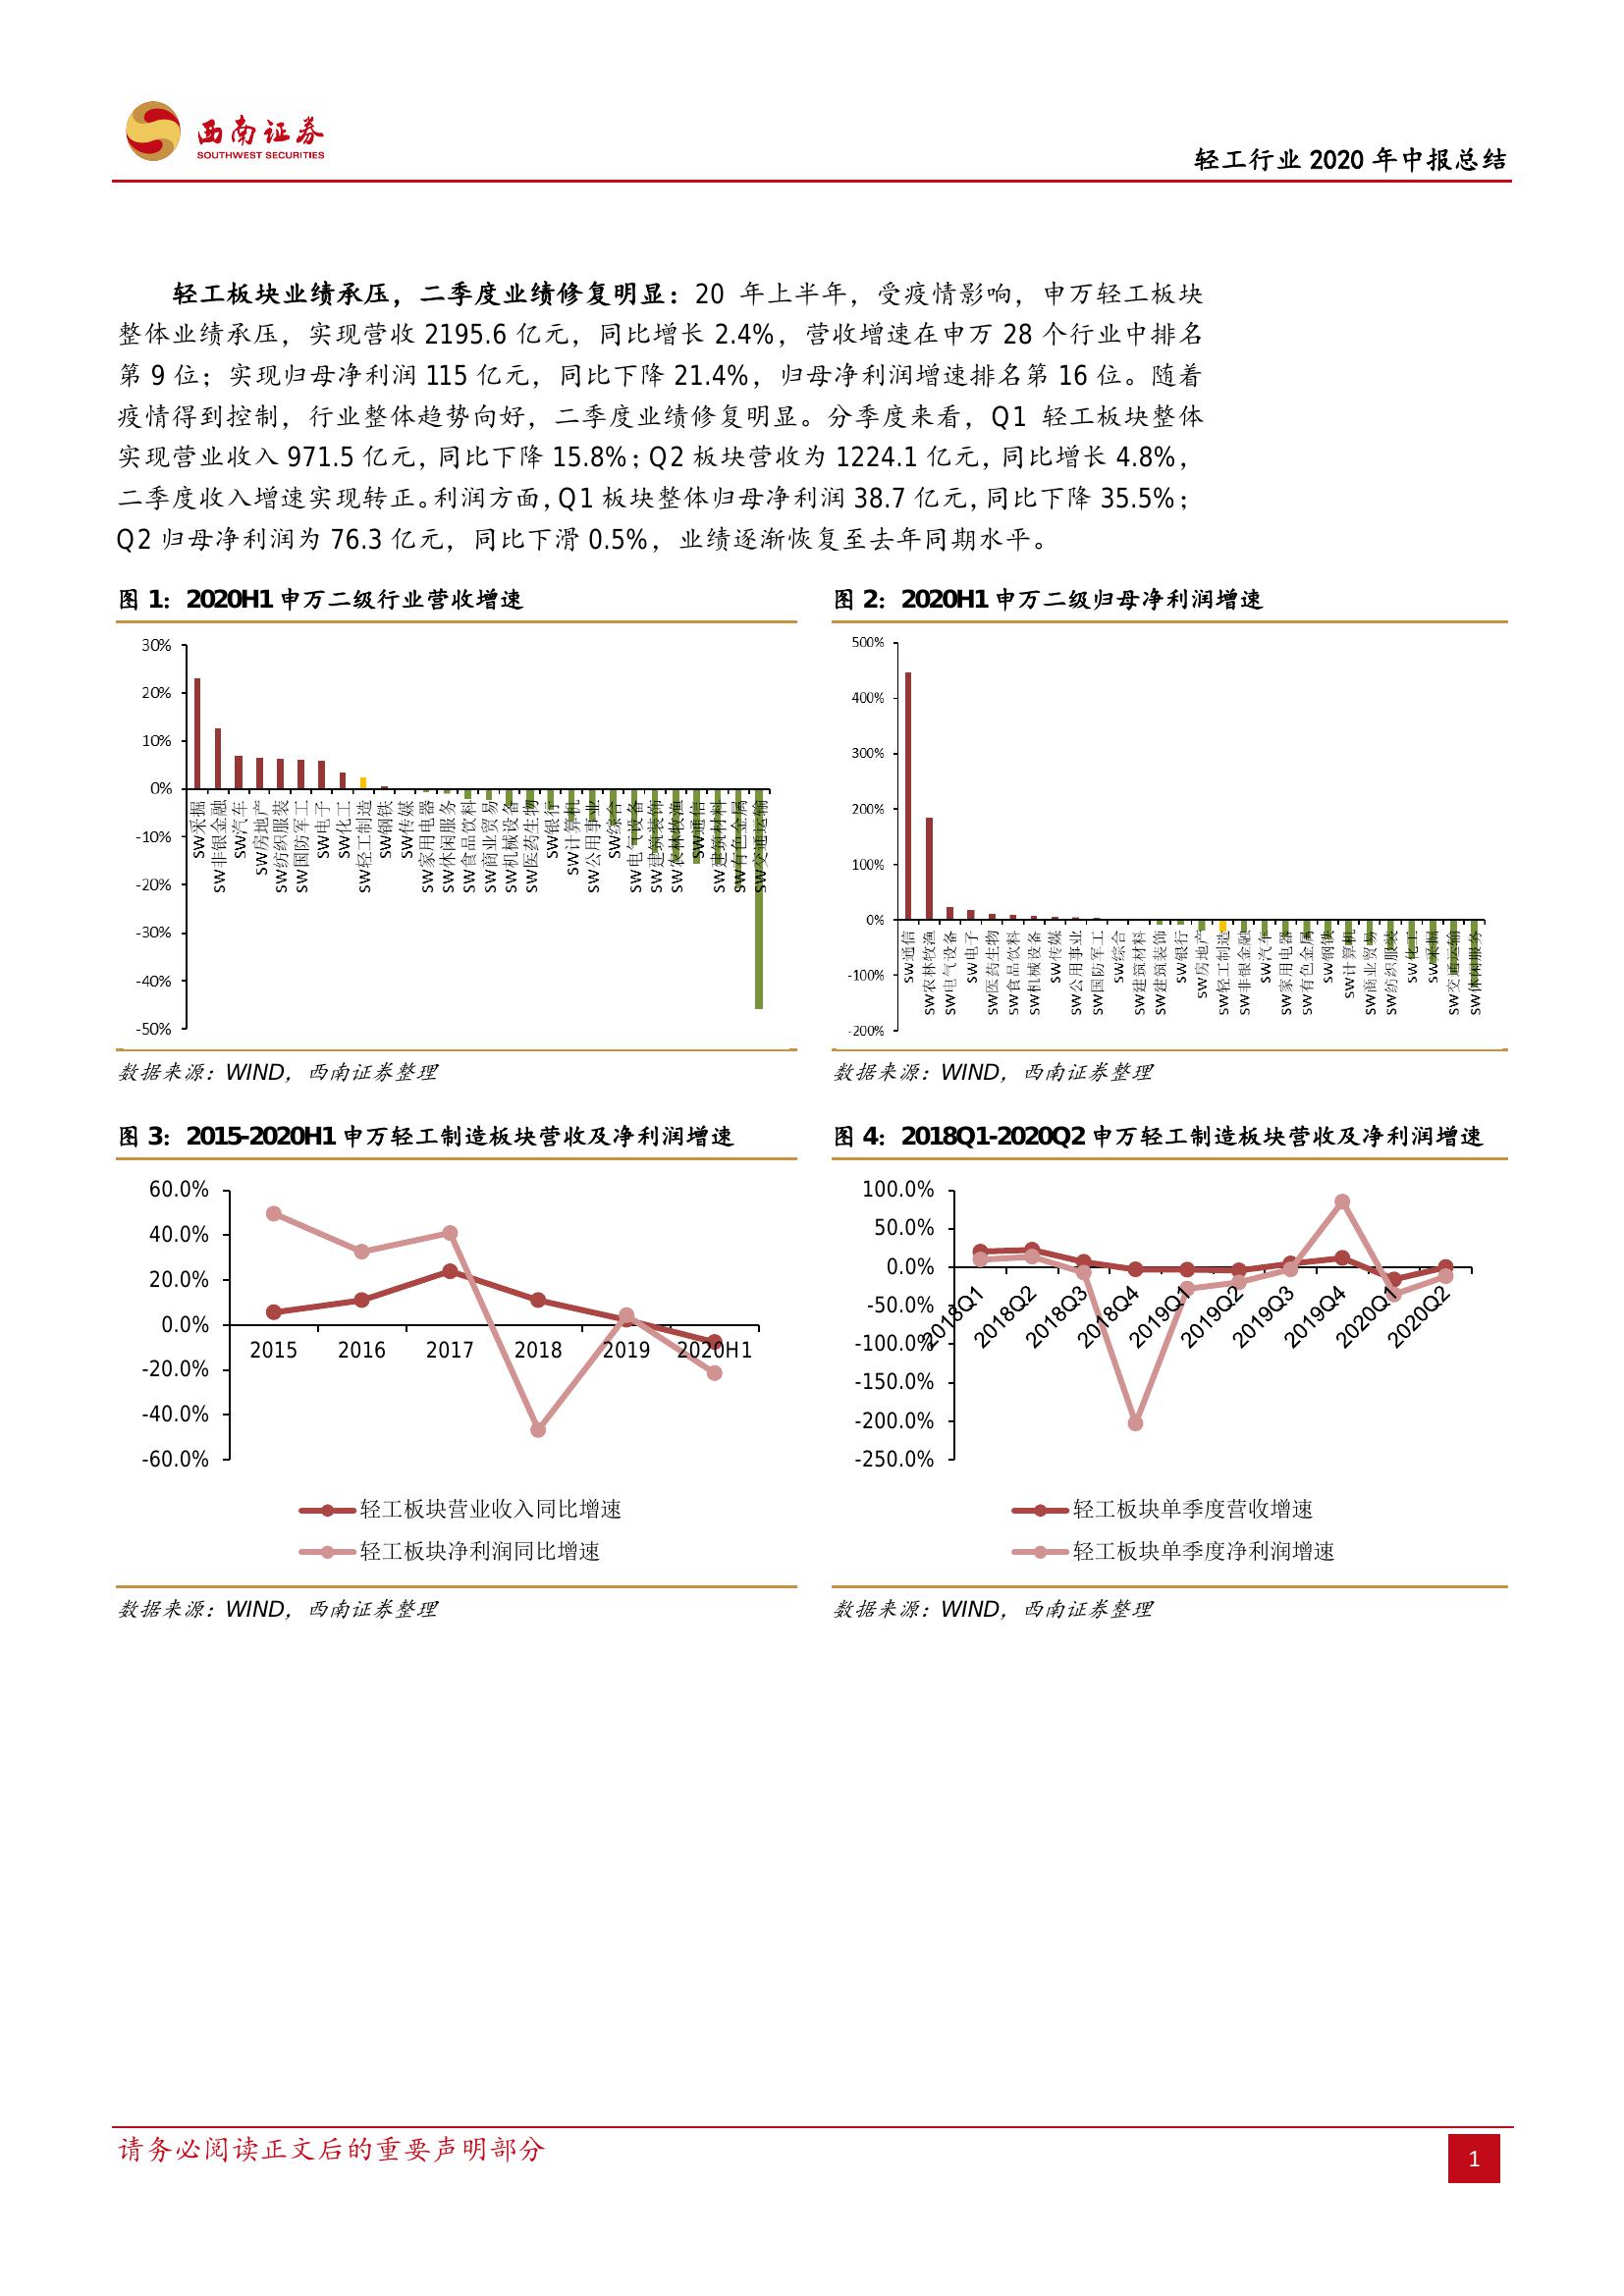 西南证券
SOUTHWEST SECURITIES
轻工行业 2020 年中报总结
轻工板块业绩承压，二季度业绩修复明显：20 年上半年，受疫情影响，申万轻工板块
整体业绩承压，实现营收 2195.6 亿元，同比增长 2.4%，营收增速在申万 28 个行业中排名
第 9 位；实现归母净利润 115 亿元，同比下降 21.4%，归母净利润增速排名第 16 位。随着
疫情得到控制，行业整体趋势向好，二季度业绩修复明显。分季度来看，Q1 轻工板块整体
实现营业收入 971.5 亿元，同比下降 15.8%；Q2 板块营收为 1224.1 亿元，同比增长 4.8%，
二季度收入增速实现转正。利润方面，Q1 板块整体归母净利润 38.7 亿元，同比下降 35.5%；
Q2 归母净利润为 76.3 亿元，同比下滑 0.5%，业绩逐渐恢复至去年同期水平。
图 1：2020H1 申万二级行业营收增速
30%
20%
10%
0%
-10%
-20%
-30%
-40%
-50%
SW采掘
SW非银金融
SW汽车
SW房地产
SW纺织服装
SW国防军工
SW电子
SW化工
SW轻工制造
SW钢铁
SW传媒
SW家用电器
SW休闲服务
SW食品饮料
SW商业贸易
SW机械设备
SW医药生物
SW银行
SW计算机
SW公用事业
SW综合
SW电气设备
SW建筑装饰
SW农林牧渔
SW通信
SW建筑材料
SW有色金属
SW交通运输
数据来源：WIND，西南证券整理
图 2：2020H1 申万二级归母净利润增速
500%
400%
300%
200%
100%
0%
-100%
-200%
SW通信
SW农林牧渔
SW电气设备
SW电子
SW医药生物
SW食品饮料
SW机械设备
SW传媒
SW公用事业
SW国防军工
SW综合
SW建筑材料
SW建筑装饰
SW银行
SW房地产
SW轻工制造
SW非银金融
SW汽车
SW家用电器
SW有色金属
SW钢铁
SW计算机
SW商业贸易
SW纺织服装
SW化工
SW采掘
SW交通运输
SW休闲服务
数据来源：WIND，西南证券整理
图 3：2015-2020H1 申万轻工制造板块营收及净利润增速
60.0%
40.0%
20.0%
0.0%
-20.0%
-40.0%
-60.0%
2015 2016 2017 2018 2019 2020H1
轻工板块营业收入同比增速
轻工板块净利润同比增速
数据来源：WIND，西南证券整理
图 4：2018Q1-2020Q2 申万轻工制造板块营收及净利润增速
100.0%
50.0%
0.0%
-50.0%
-100.0%
-150.0%
-200.0%
-250.0%
2018Q1 2018Q2 2018Q3 2018Q4 2019Q1 2019Q2 2019Q3 2019Q4 2020Q1 2020Q2
轻工板块单季度营收增速
轻工板块单季度净利润增速
数据来源：WIND，西南证券整理
请务必阅读正文后的重要声明部分
1